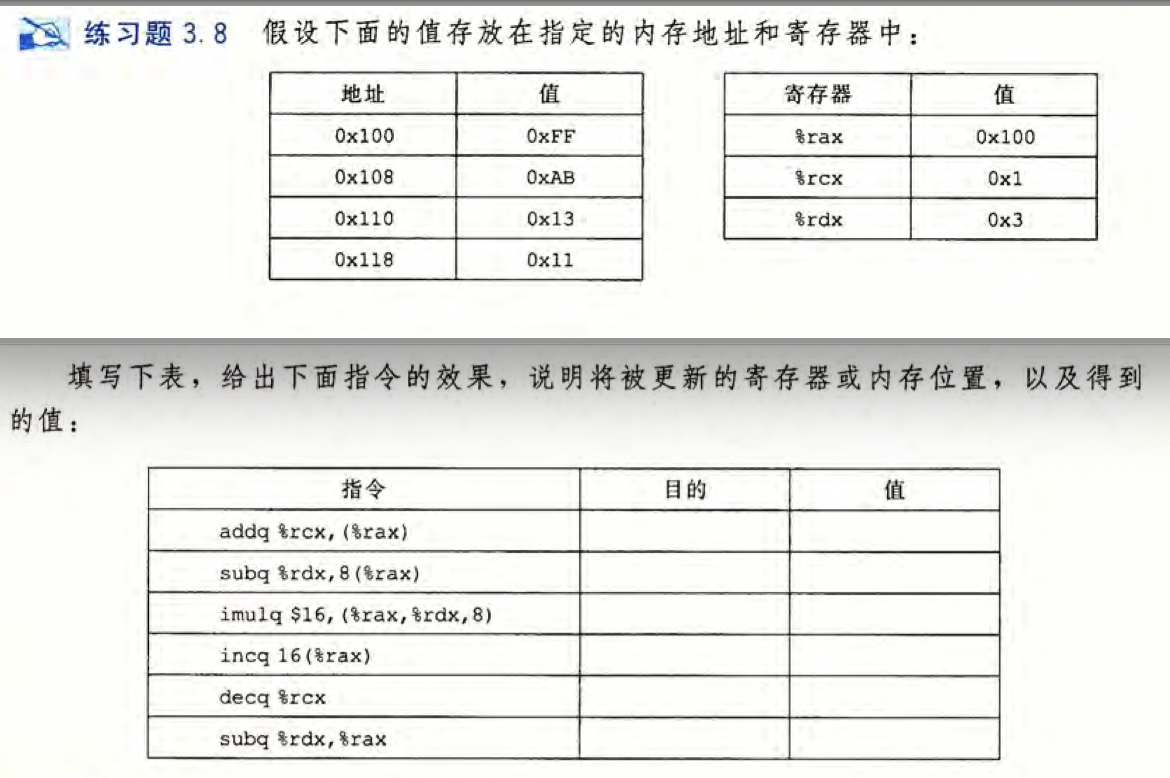 练习题 3.8 假设下面的值存放在指定的内存地址和寄存器中：
地址 值
0x100 0xFF
0x108 0xAB
0x110 0x13
0x118 0x11
寄存器 值
%rax 0x100
%rcx 0x1
%rdx 0x3
填写下表，给出下面指令的效果，说明将被更新的寄存器或内存位置，以及得到
的值：
指令 目的 值
addq %rcx,(%rax)
subq %rdx,8(%rax)
imulq $16,(%rax,%rdx,8)
incq 16(%rax)
decq %rcx
subq %rdx,%rax